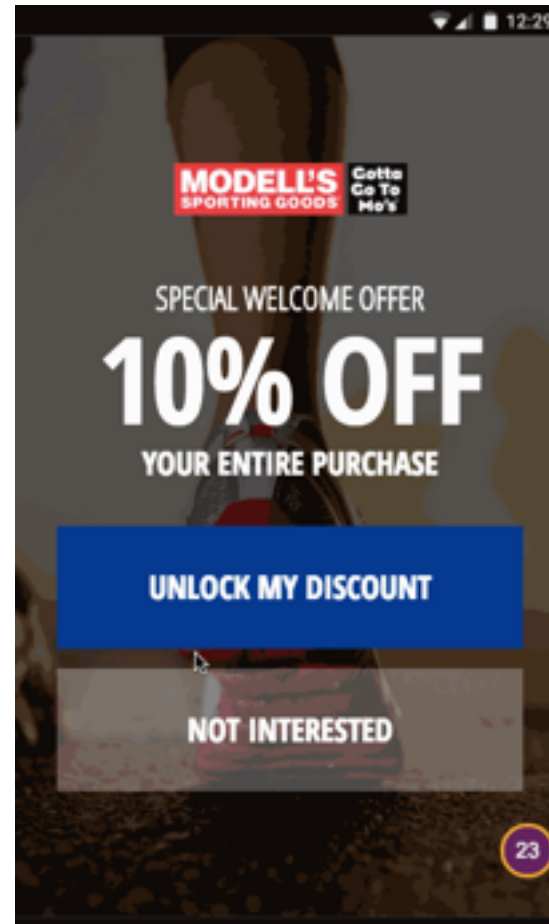 12:29
MODELL'S
SPORTING GOODS
Gotta
Go To
Mo's
SPECIAL WELCOME OFFER
10% OFF
YOUR ENTIRE PURCHASE
UNLOCK MY DISCOUNT
NOT INTERESTED
23